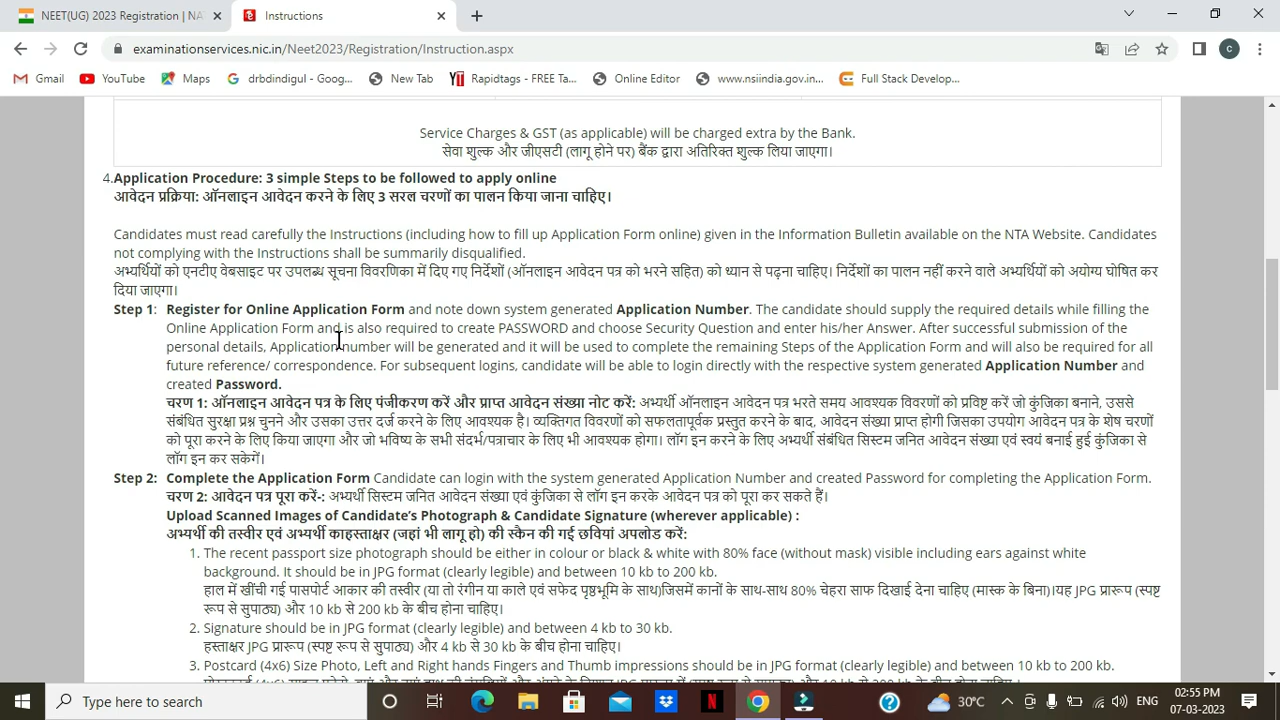 NEET(UG) 2023 Registration | NA
Instructions
examinationservices.nic.in/Neet2023/Registration/Instruction.aspx
Gmail YouTube Maps drbdindigul - Goog... New Tab Rapidtags - FREE Ta... Online Editor www.nsiindia.gov.in... Full Stack Develop...
Service Charges & GST (as applicable) will be charged extra by the Bank.
सेवा शुल्क और जीएसटी (लागू होने पर) बैंक द्वारा अतिरिक्त शुल्क लिया जाएगा।
4.Application Procedure: 3 simple Steps to be followed to apply online
आवेदन प्रक्रिया: ऑनलाइन आवेदन करने के लिए 3 सरल चरणों का पालन किया जाना चाहिए।
Candidates must read carefully the Instructions (including how to fill up Application Form online) given in the Information Bulletin available on the NTA Website. Candidates
not complying with the Instructions shall be summarily disqualified.
अभ्यर्थियों को एनटीए वेबसाइट पर उपलब्ध सूचना विवरणिका में दिए गए निर्देशों (ऑनलाइन आवेदन पत्र को भरने सहित) को ध्यान से पढ़ना चाहिए। निर्देशों का पालन नहीं करने वाले अभ्यर्थियों को अयोग्य घोषित कर
दिया जाएगा।
Step 1: Register for Online Application Form and note down system generated Application Number. The candidate should supply the required details while filling the
Online Application Form and is also required to create PASSWORD and choose Security Question and enter his/her Answer. After successful submission of the
personal details, Application number will be generated and it will be used to complete the remaining Steps of the Application Form and will also be required for all
future reference/ correspondence. For subsequent logins, candidate will be able to login directly with the respective system generated Application Number and
created Password.
चरण 1: ऑनलाइन आवेदन पत्र के लिए पंजीकरण करें और प्राप्त आवेदन संख्या नोट करें: अभ्यर्थी ऑनलाइन आवेदन पत्र भरते समय आवश्यक विवरणों को प्रविष्ट करें जो कुंजिका बनाने, उससे
संबंधित सुरक्षा प्रश्न चुनने और उसका उत्तर दर्ज करने के लिए आवश्यक है। व्यक्तिगत विवरणों को सफलतापूर्वक प्रस्तुत करने के बाद, आवेदन संख्या प्राप्त होगी जिसका उपयोग आवेदन पत्र के शेष चरणों
को पूरा करने के लिए किया जाएगा और जो भविष्य के सभी संदर्भ/पत्राचार के लिए भी आवश्यक होगा। लॉग इन करने के लिए अभ्यर्थी संबंधित सिस्टम जनित आवेदन संख्या एवं स्वयं बनाई हुई कुंजिका से
लॉग इन कर सकेगें।
Step 2: Complete the Application Form Candidate can login with the system generated Application Number and created Password for completing the Application Form.
चरण 2: आवेदन पत्र पूरा करें-: अभ्यर्थी सिस्टम जनित आवेदन संख्या एवं कुंजिका से लॉग इन करके आवेदन पत्र को पूरा कर सकते हैं।
Upload Scanned Images of Candidate's Photograph & Candidate Signature (wherever applicable) :
अभ्यर्थी की तस्वीर एवं अभ्यर्थी काहस्ताक्षर (जहां भी लागू हो) की स्कैन की गई छवियां अपलोड करें:
1. The recent passport size photograph should be either in colour or black & white with 80% face (without mask) visible including ears against white
background. It should be in JPG format (clearly legible) and between 10 kb to 200 kb.
हाल में खींची गई पासपोर्ट आकार की तस्वीर (या तो रंगीन या काले एवं सफेद पृष्ठभूमि के साथ)जिसमें कानों के साथ-साथ 80% चेहरा साफ दिखाई देना चाहिए (मास्क के बिना)।यह JPG प्रारूप (स्पष्ट
रूप से सुपाठ्य) और 10 kb से 200 kb के बीच होना चाहिए।
2. Signature should be in JPG format (clearly legible) and between 4 kb to 30 kb.
हस्ताक्षर JPG प्रारूप (स्पष्ट रूप से सुपाठ्य) और 4 kb से 30 kb के बीच होना चाहिए।
3. Postcard (4x6) Size Photo, Left and Right hands Fingers and Thumb impressions should be in JPG format (clearly legible) and between 10 kb to 200 kb.
Type here to search
30°C
ENG
02:55 PM
07-03-2023